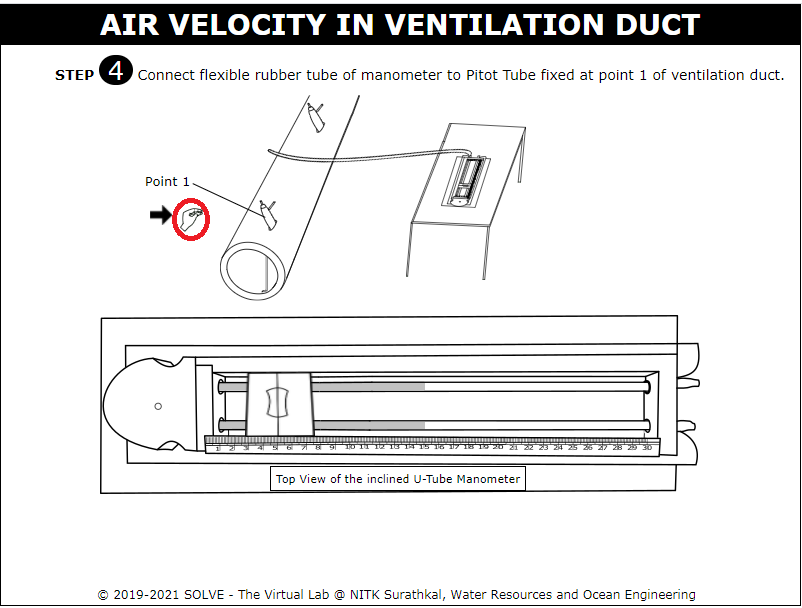 AIR VELOCITY IN VENTILATION DUCT
STEP 4 Connect flexible rubber tube of manometer to Pitot Tube fixed at point 1 of ventilation duct.
Point 1
1 2 3 4 5 6 7 8 9 10 11 12 13 14 15 16 17 18 19 20 21 22 23 24 25 26 27 28 29 30
Top View of the inclined U-Tube Manometer
© 2019-2021 SOLVE - The Virtual Lab @ NITK Surathkal, Water Resources and Ocean Engineering